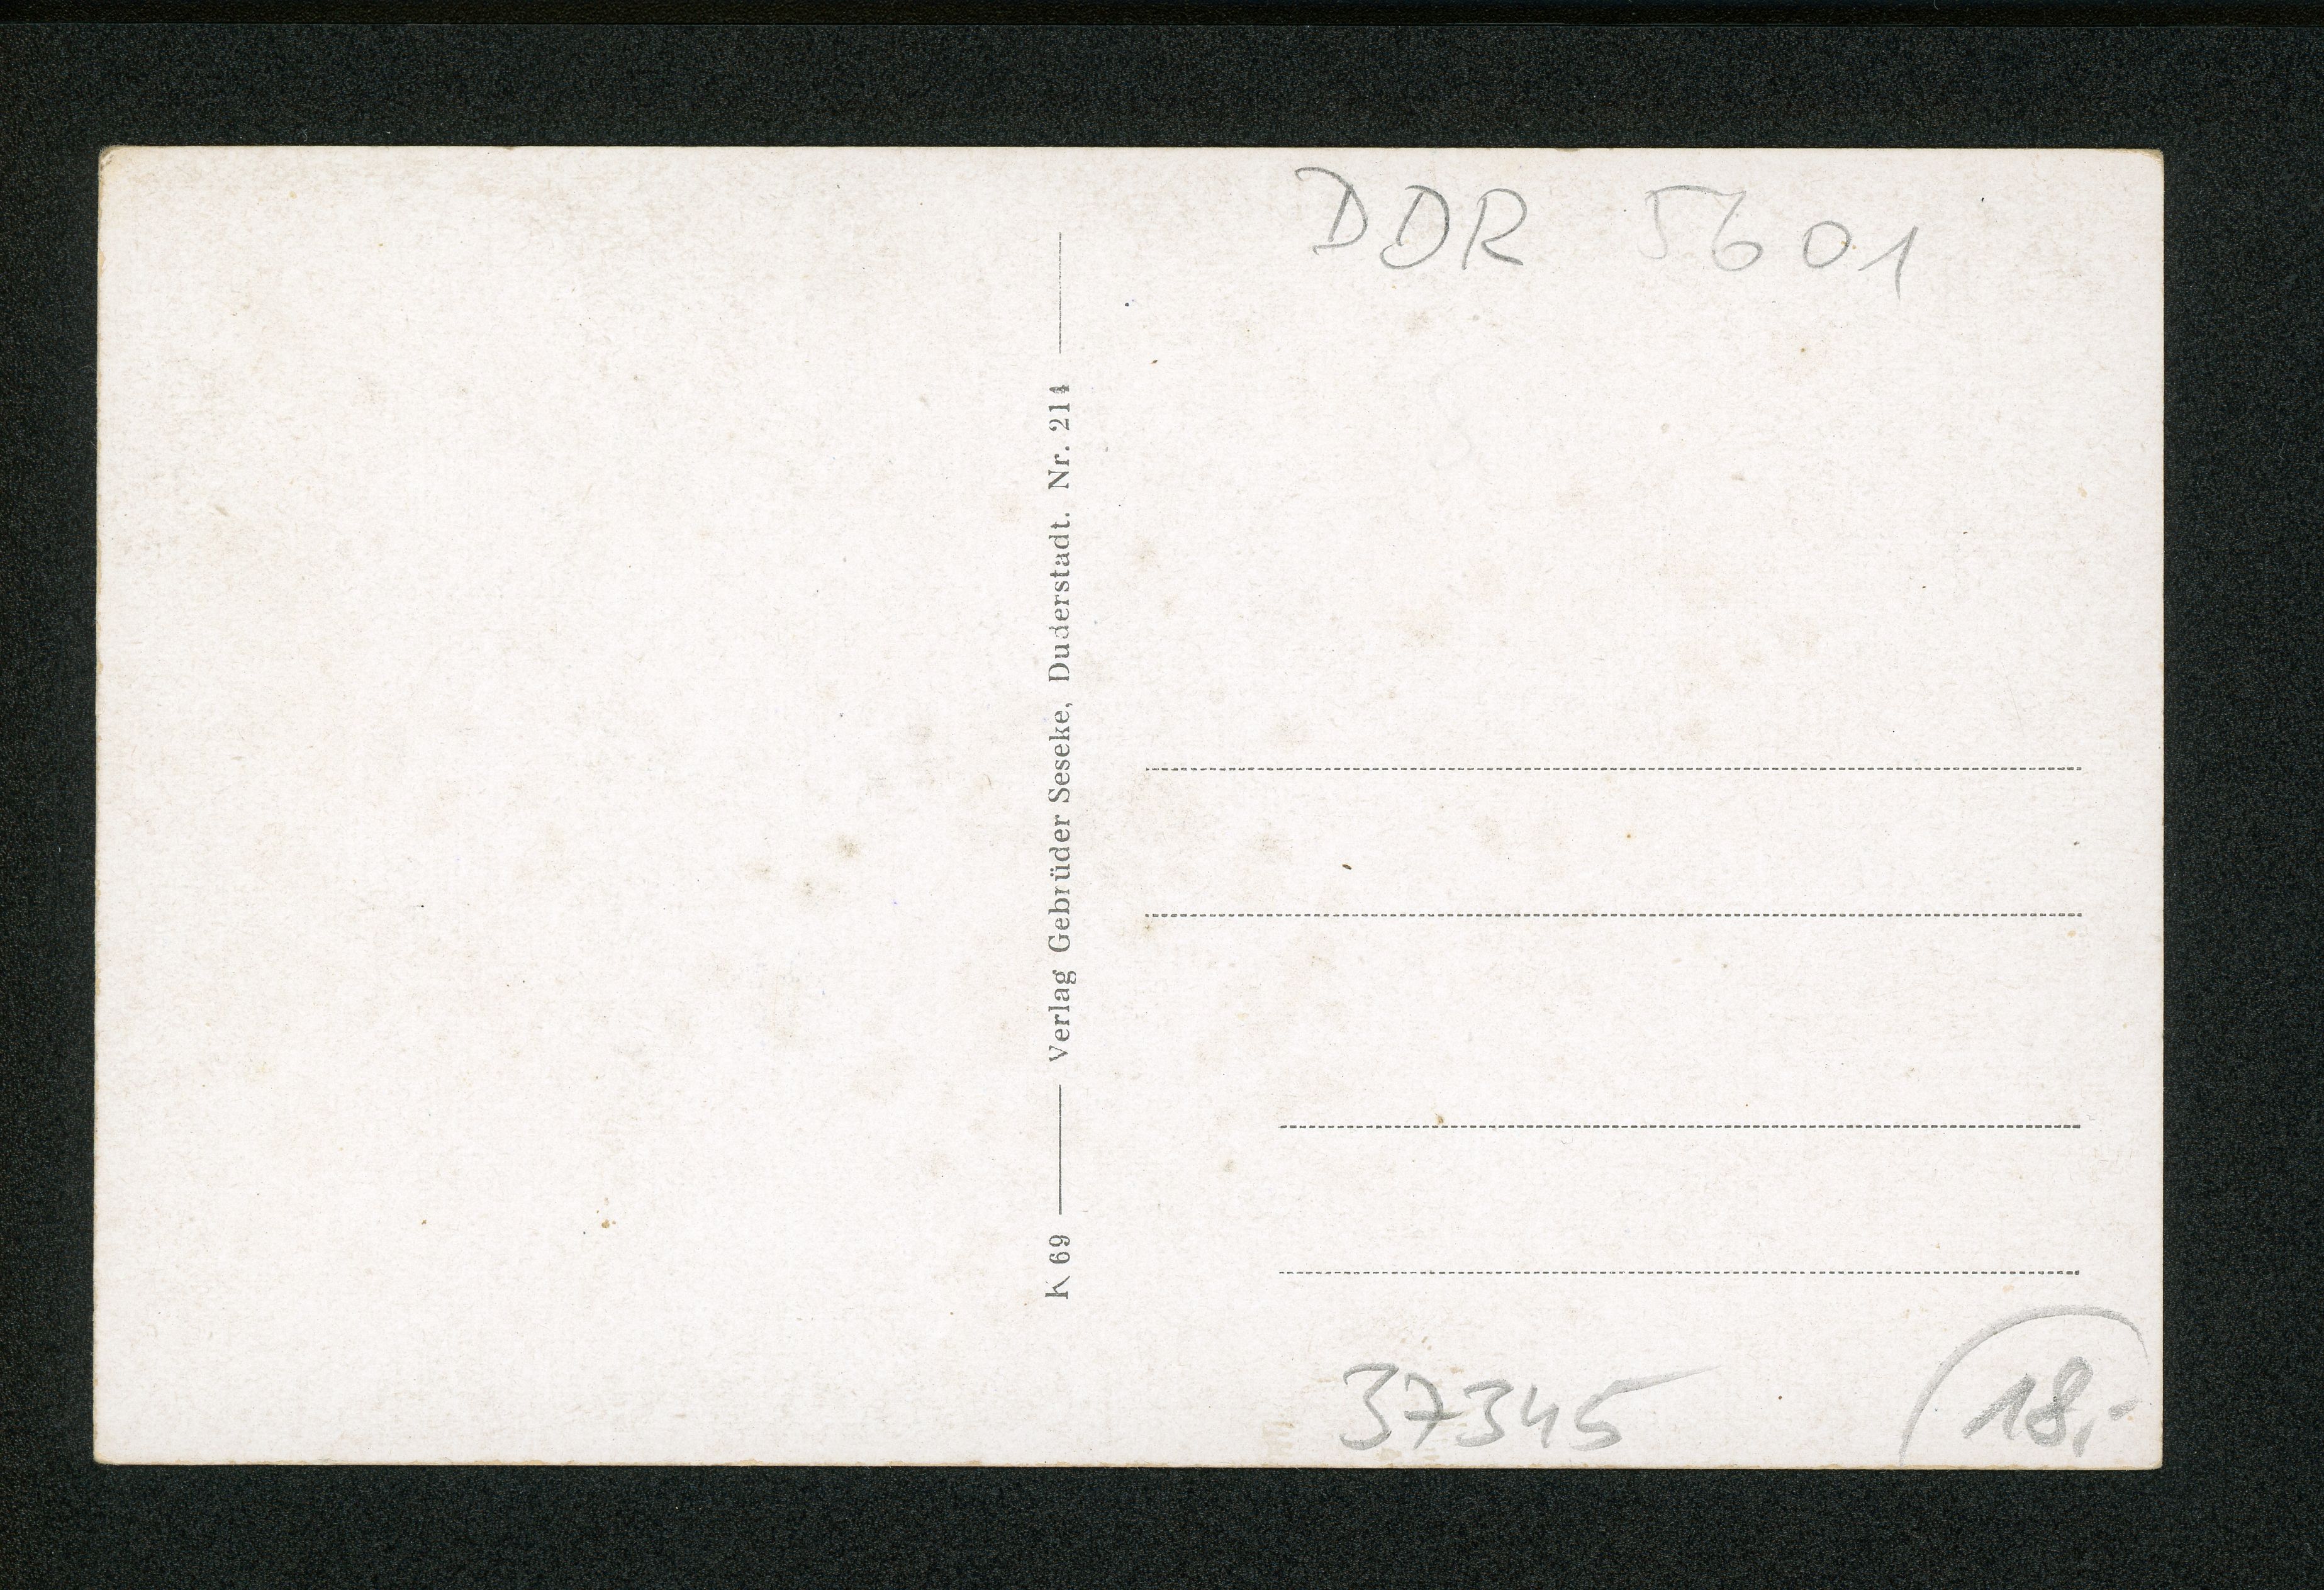 DDR 5601
K 69 Verlag Gebrüder Seseke, Duderstadt. Nr. 214
37345
18,-